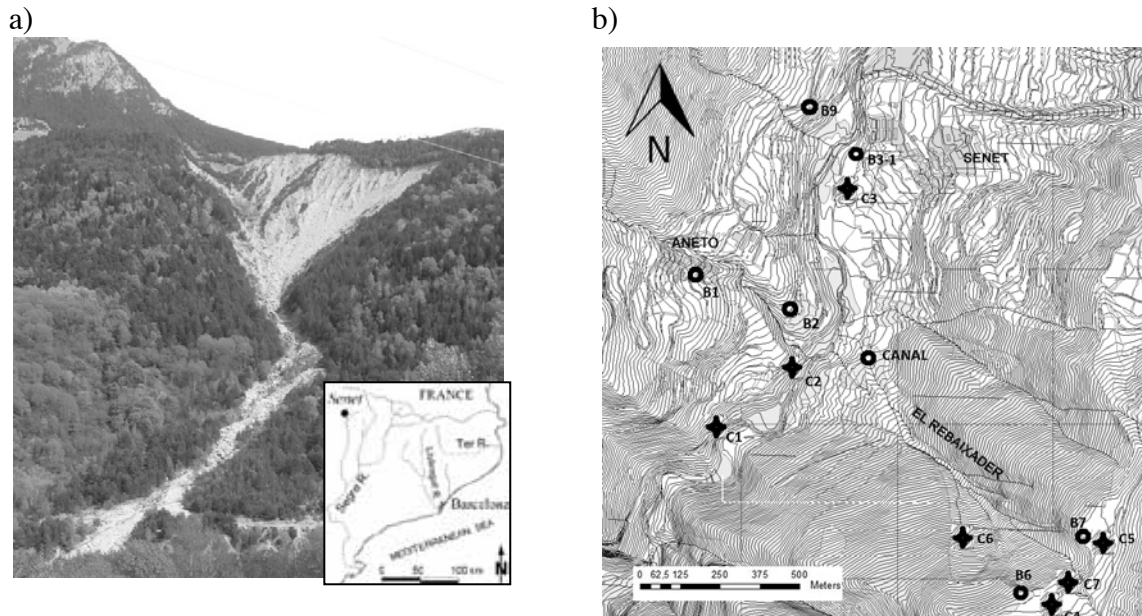 a)
b)
Senet
FRANCE
Ter R.
Llobregat R.
Segre R.
Barcelona
MEDITERRANEAN SEA
0 50 100 km
N
N
B9
B3-1
SENET
C3
ANETO
B1
B2
CANAL
C2
C1
EL REBAIXADER
B7
C6
C5
B6
C7
0 62,5 125 250 375 500
Meters